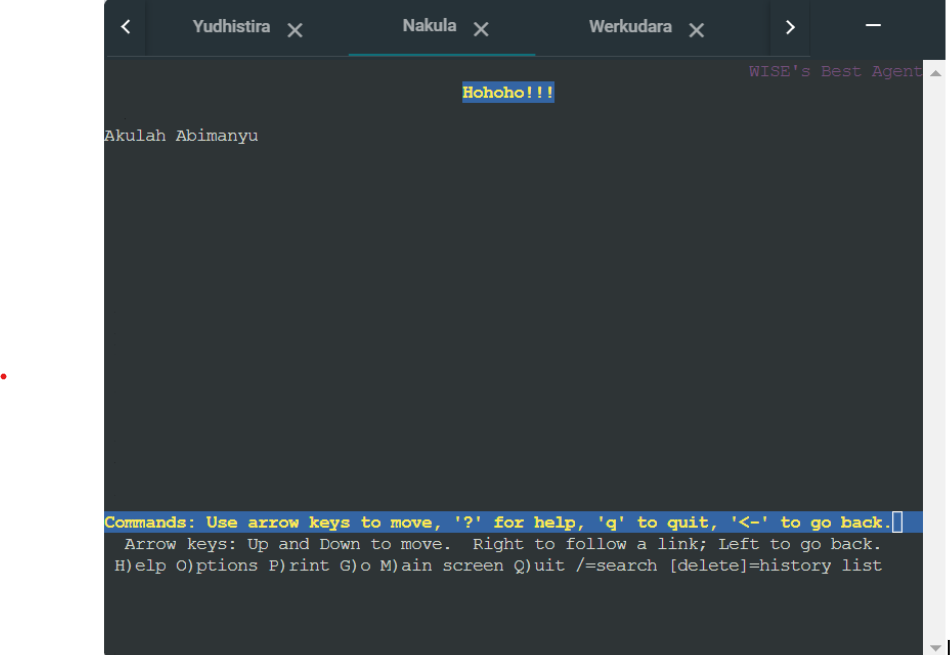 Yudhistira Nakula Werkudara
WISE's Best Agent
Hohoho!!!
Akulah Abimanyu
Commands: Use arrow keys to move, '?' for help, 'q' to quit, '<-' to go back.
Arrow keys: Up and Down to move. Right to follow a link; Left to go back.
H)elp O)ptions P)rint G)o M)ain screen Q)uit /=search [delete]=history list